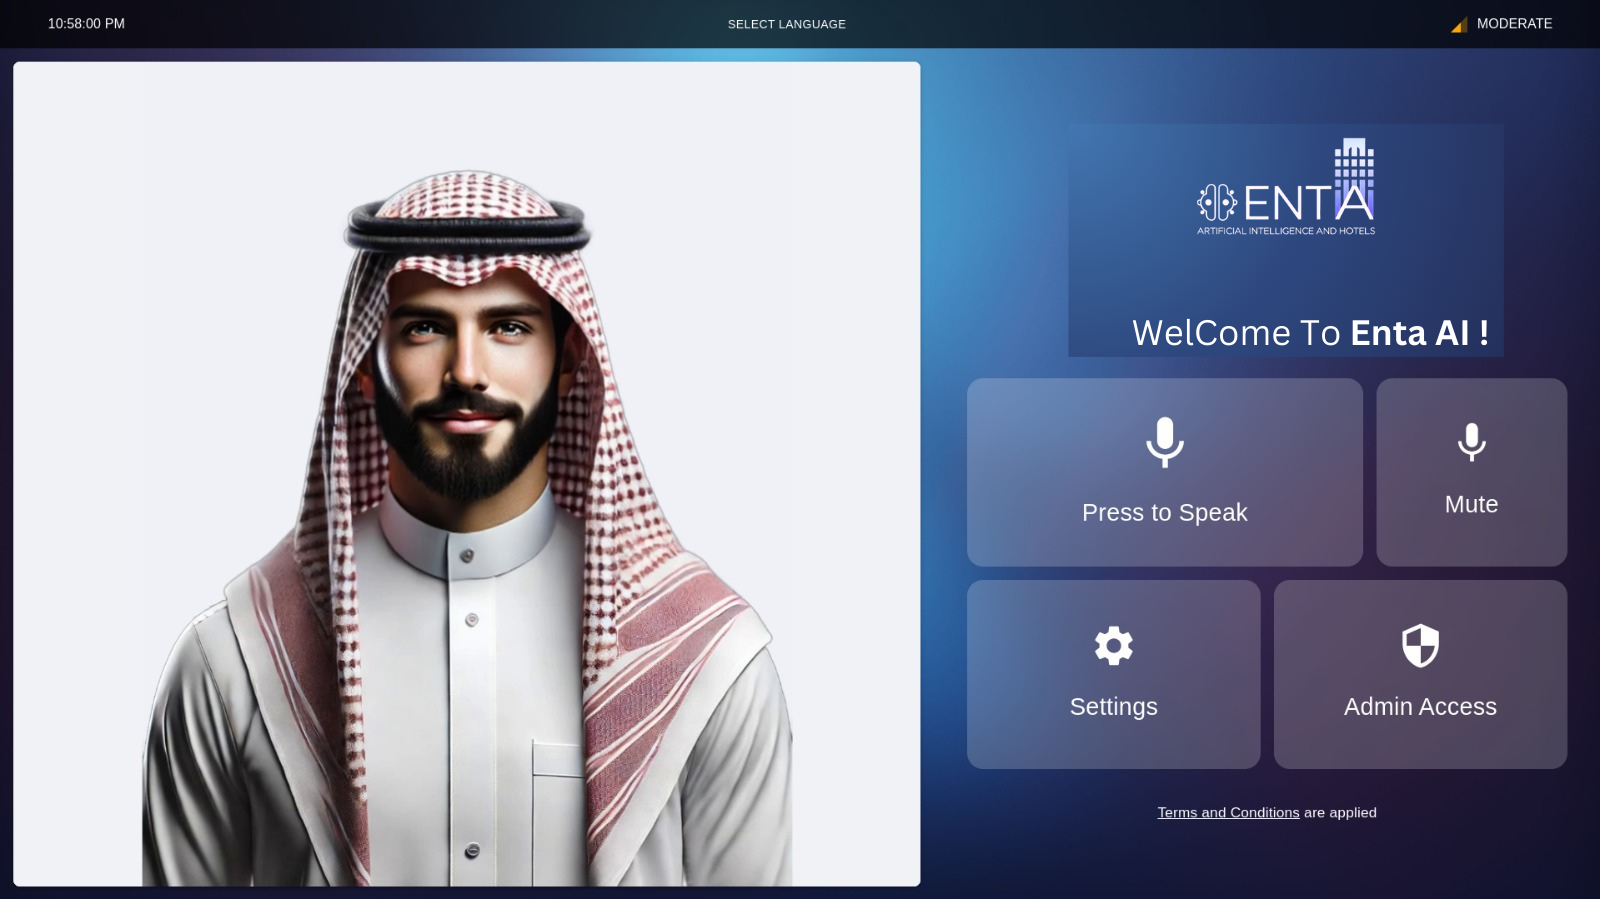 10:58:00 PM
SELECT LANGUAGE
MODERATE
ENTA
ARTIFICIAL INTELLIGENCE AND HOTELS
WelCome To Enta AI !
Press to Speak
Mute
Settings
Admin Access
Terms and Conditions are applied